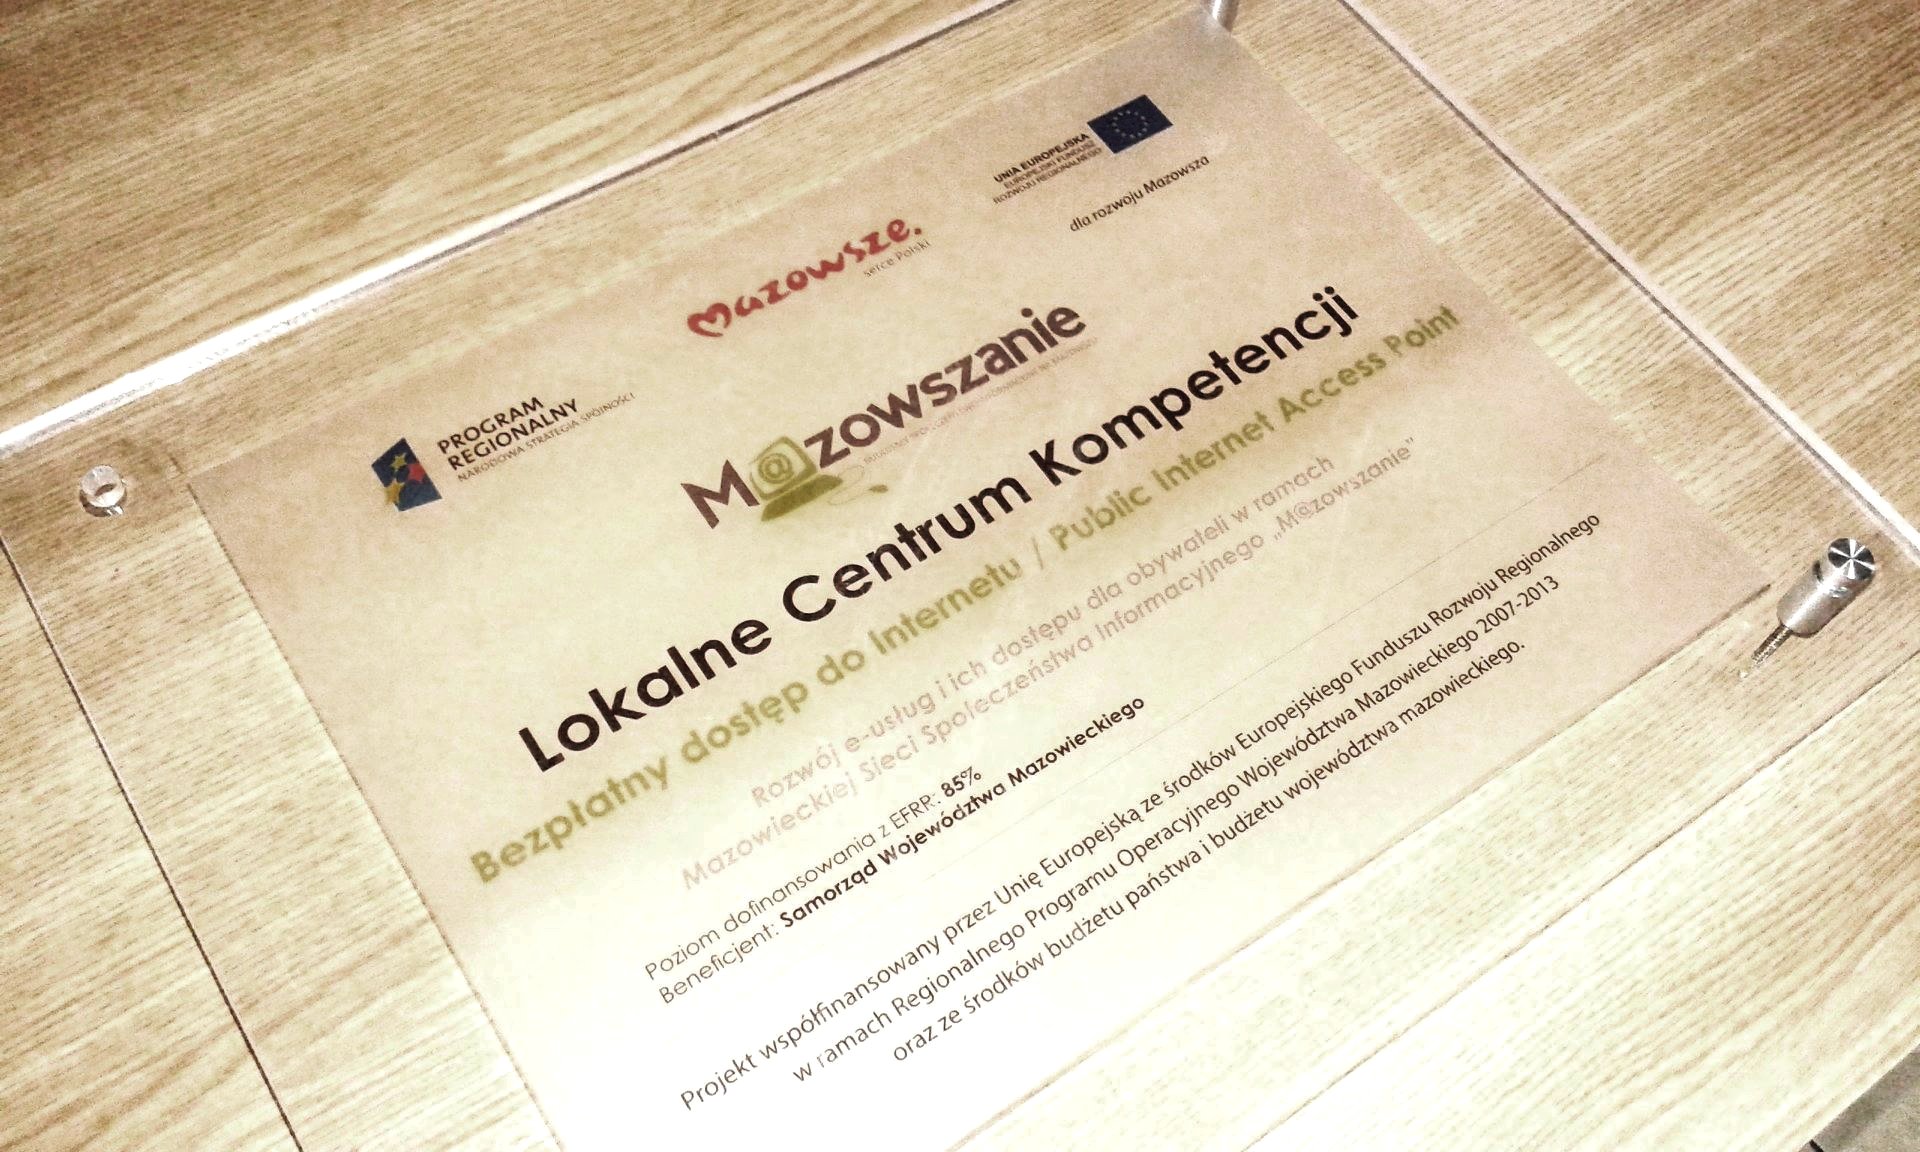 PROGRAM
REGIONALNY
NARODOWA STRATEGIA SPÓJNOŚCI
mazowsze.
serce Polski
UNIA EUROPEJSKA
EUROPEJSKI FUNDUSZ
ROZWOJU REGIONALNEGO
dla rozwoju Mazowsza
M@zowszanie
Lokalne Centrum Kompetencji
Bezpłatny dostęp do Internetu / Public Internet Access Point
Rozwój e-usług i ich dostępu dla obywateli w ramach
Mazowieckiej Sieci Społeczeństwa Informacyjnego „M@zowszanie”
Poziom dofinansowania z EFRR: 85%
Beneficjent: Samorząd Województwa Mazowieckiego
Projekt współfinansowany przez Unię Europejską ze środków Europejskiego Funduszu Rozwoju Regionalnego
w ramach Regionalnego Programu Operacyjnego Województwa Mazowieckiego 2007-2013
oraz ze środków budżetu państwa i budżetu województwa mazowieckiego.